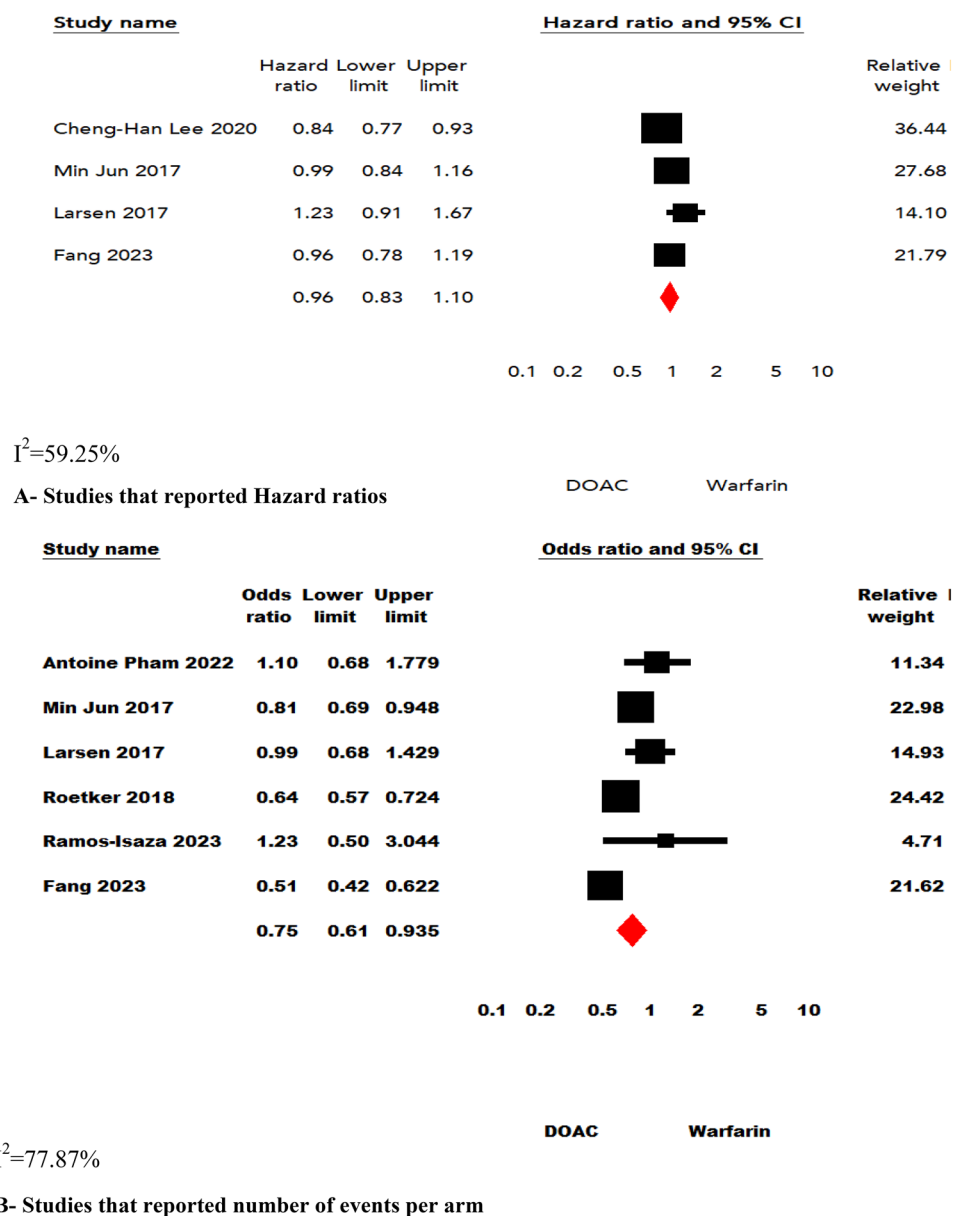 Study name Hazard ratio and 95% CI
Hazard Lower Upper Relative
ratio limit limit weight
Cheng-Han Lee 2020 0.84 0.77 0.93 36.44
Min Jun 2017 0.99 0.84 1.16 27.68
Larsen 2017 1.23 0.91 1.67 14.10
Fang 2023 0.96 0.78 1.19 21.79
0.96 0.83 1.10
0.1 0.2 0.5 1 2 5 10
I²=59.25%
DOAC Warfarin
A- Studies that reported Hazard ratios
Study name Odds ratio and 95% CI
Odds Lower Upper Relative
ratio limit limit weight
Antoine Pham 2022 1.10 0.68 1.779 11.34
Min Jun 2017 0.81 0.69 0.948 22.98
Larsen 2017 0.99 0.68 1.429 14.93
Roetker 2018 0.64 0.57 0.724 24.42
Ramos-Isaza 2023 1.23 0.50 3.044 4.71
Fang 2023 0.51 0.42 0.622 21.62
0.75 0.61 0.935
0.1 0.2 0.5 1 2 5 10
DOAC Warfarin
²=77.87%
B- Studies that reported number of events per arm